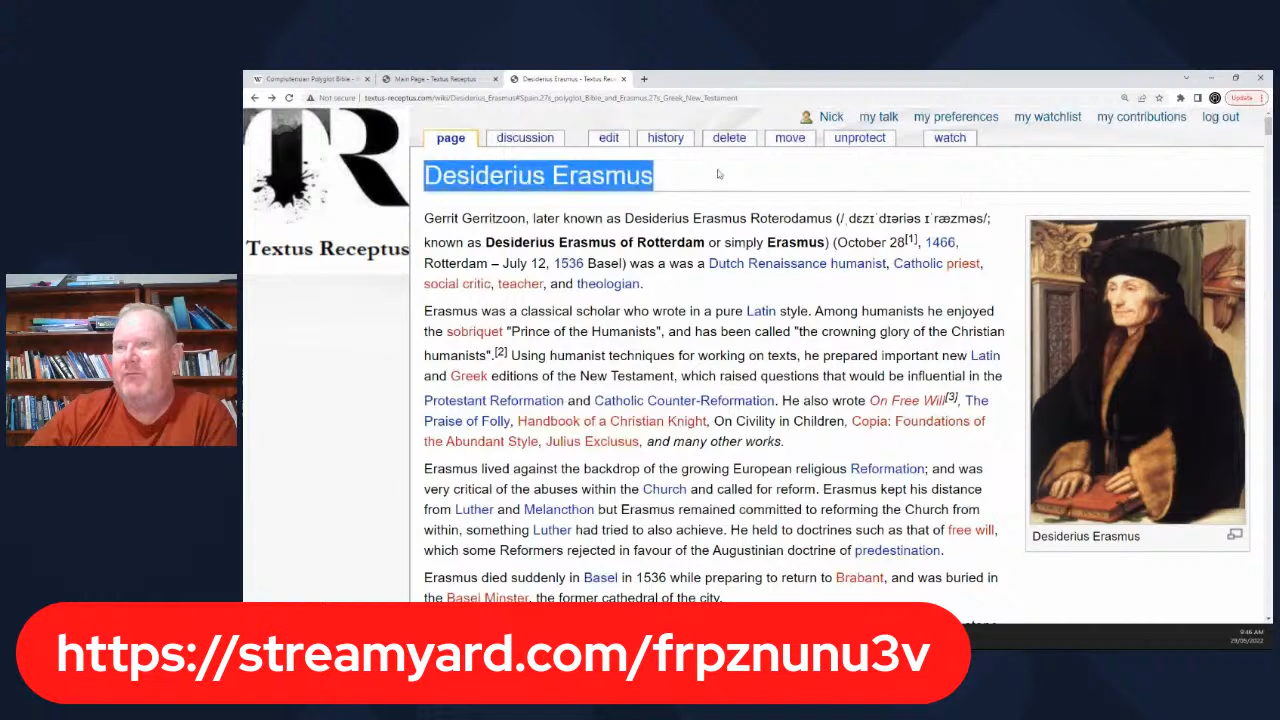 Complutensian Polyglot Bible - 
Main Page - Textus Receptus
Desiderius Erasmus - Textus Rec
Not secure
textus-receptus.com/wiki/Desiderius_Erasmus#Spain.27s_polyglot_Bible_and_Erasmus.27s_Greek_New_Testament
Update
Nick my talk my preferences my watchlist my contributions log out
page discussion edit history delete move unprotect watch
TR
Textus Receptus
Desiderius Erasmus
Gerrit Gerritzoon, later known as Desiderius Erasmus Roterodamus (/ˌdɛzɪˈdɪəriəs ɪˈræzməs/;
known as Desiderius Erasmus of Rotterdam or simply Erasmus) (October 28[1], 1466,
Rotterdam – July 12, 1536 Basel) was a was a Dutch Renaissance humanist, Catholic priest,
social critic, teacher, and theologian.
Erasmus was a classical scholar who wrote in a pure Latin style. Among humanists he enjoyed
the sobriquet "Prince of the Humanists", and has been called "the crowning glory of the Christian
humanists".[2] Using humanist techniques for working on texts, he prepared important new Latin
and Greek editions of the New Testament, which raised questions that would be influential in the
Protestant Reformation and Catholic Counter-Reformation. He also wrote On Free Will[3], The
Praise of Folly, Handbook of a Christian Knight, On Civility in Children, Copia: Foundations of
the Abundant Style, Julius Exclusus, and many other works.
Erasmus lived against the backdrop of the growing European religious Reformation; and was
very critical of the abuses within the Church and called for reform. Erasmus kept his distance
from Luther and Melancthon but Erasmus remained committed to reforming the Church from
within, something Luther had tried to also achieve. He held to doctrines such as that of free will,
which some Reformers rejected in favour of the Augustinian doctrine of predestination.
Erasmus died suddenly in Basel in 1536 while preparing to return to Brabant, and was buried in
the Basel Minster, the former cathedral of the city.
Desiderius Erasmus
9:46 AM
29/05/2022
https://streamyard.com/frpznunu3v